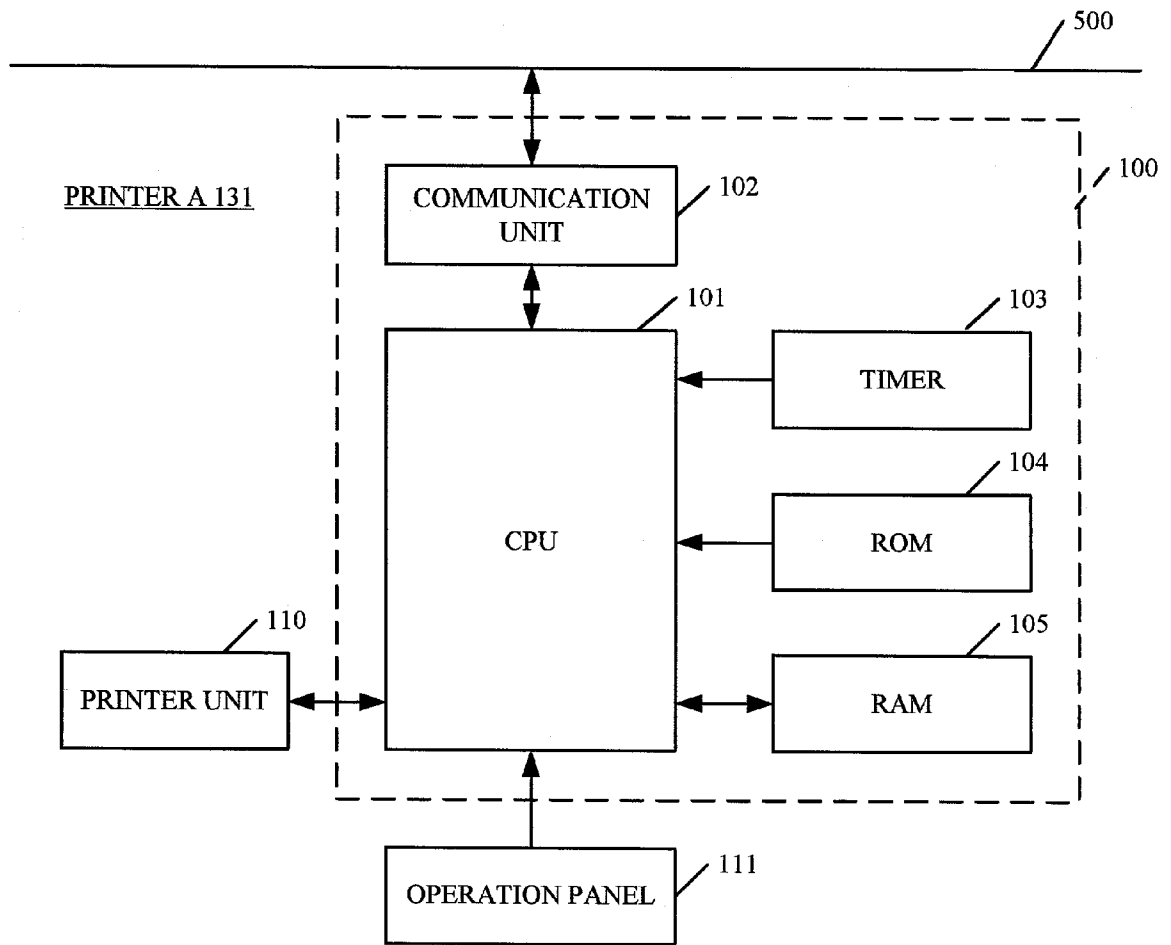 500
100
PRINTER A 131
COMMUNICATION
UNIT
102
101
103
TIMER
104
CPU
ROM
110
105
PRINTER UNIT
RAM
OPERATION PANEL
111